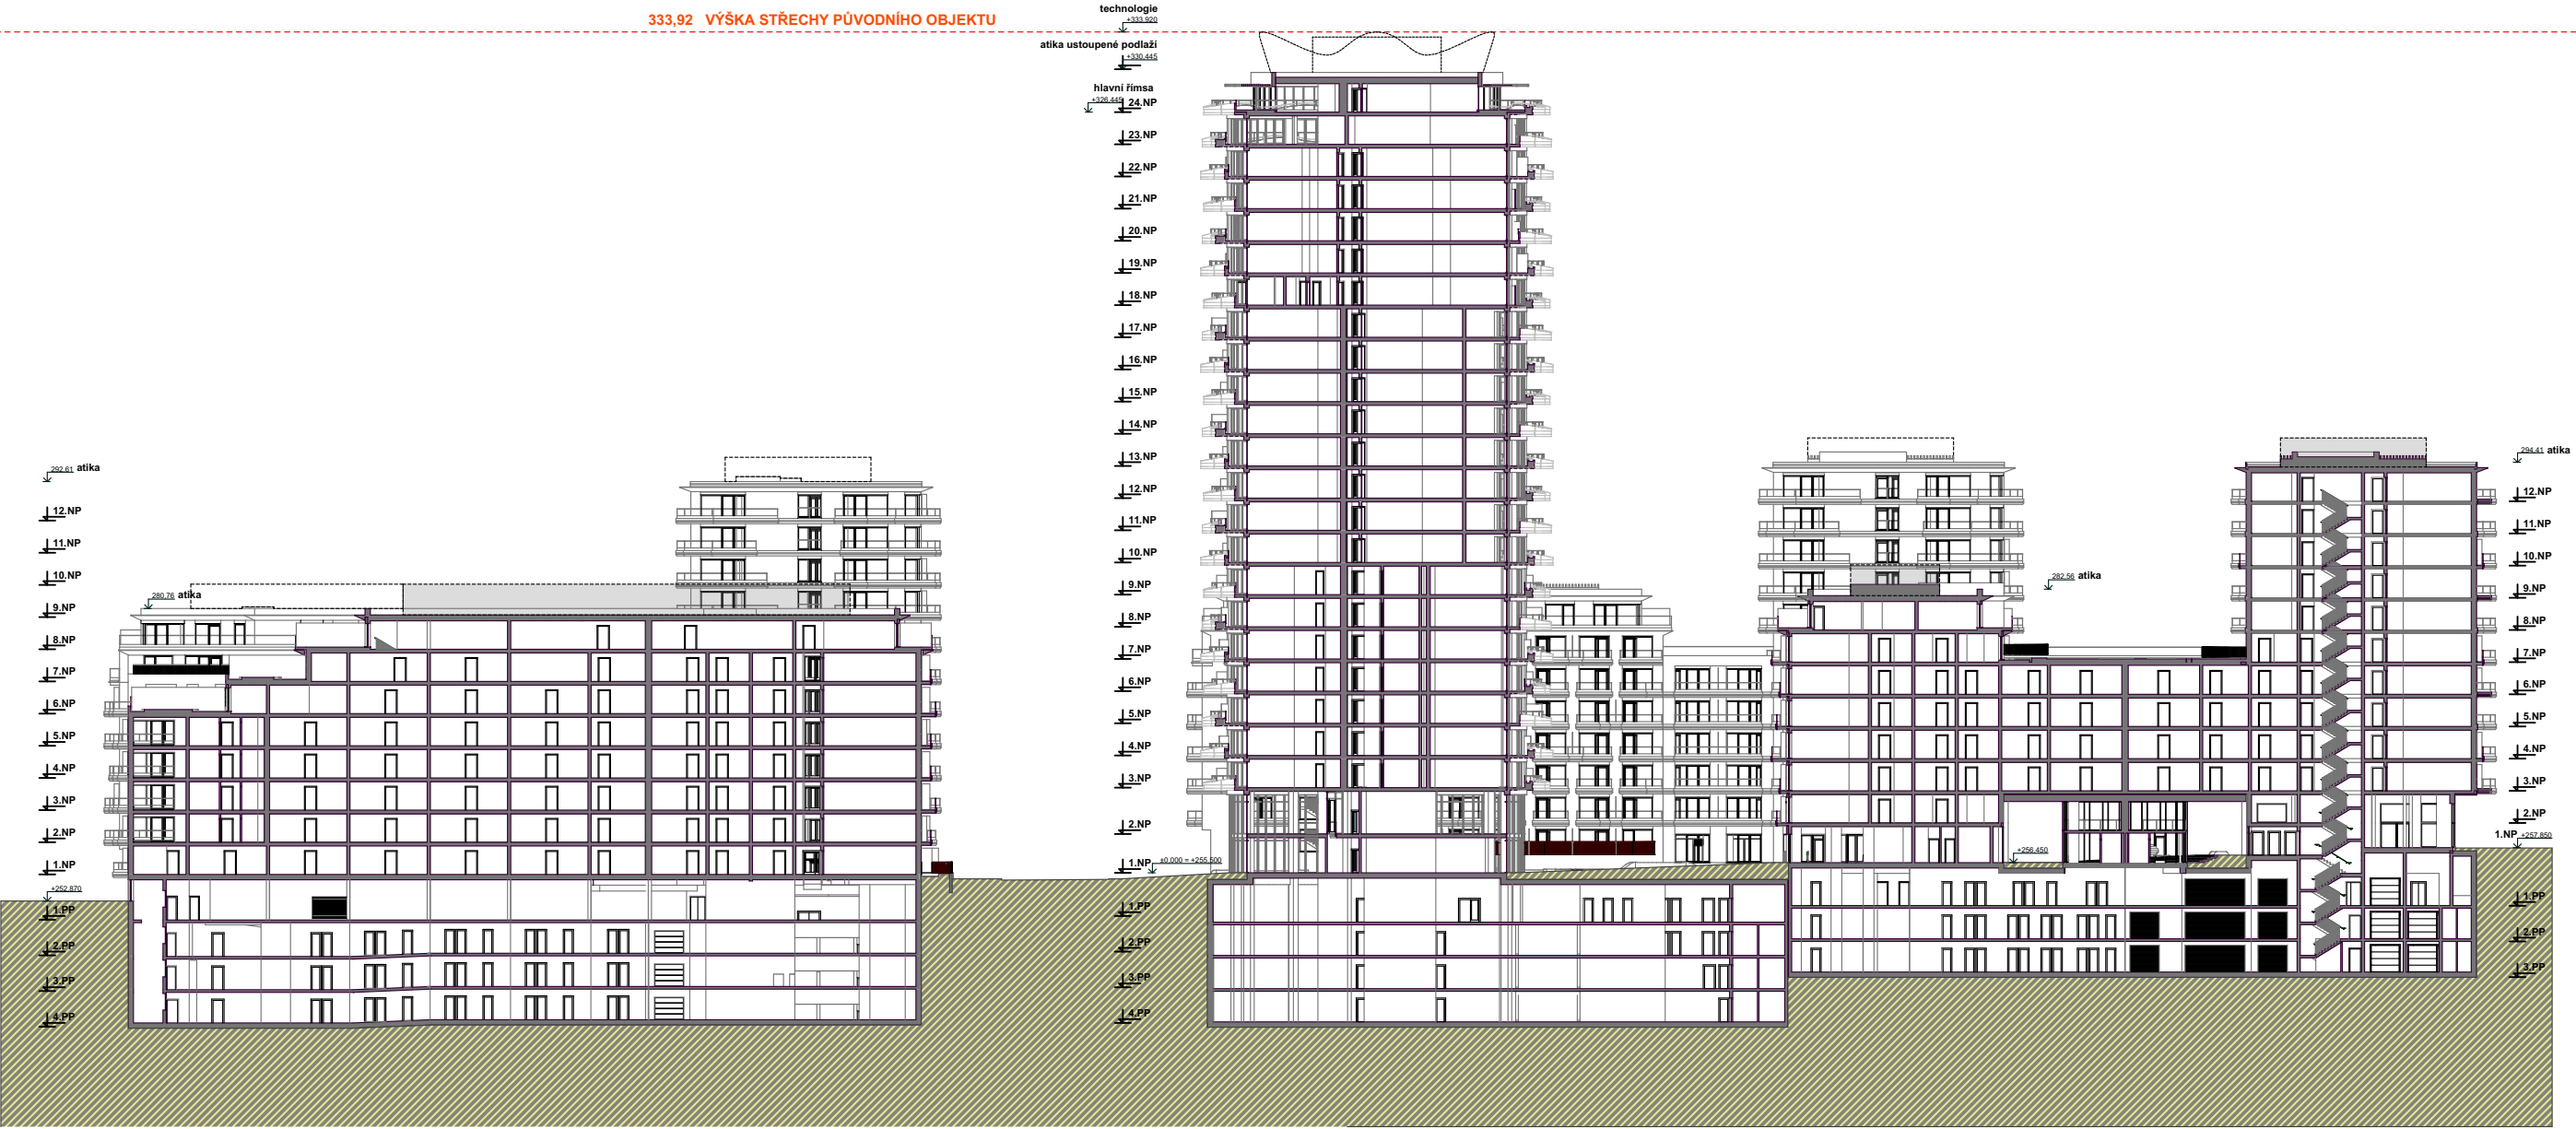 333,92 VÝŠKA STŘECHY PŮVODNÍHO OBJEKTU
technologie
+333.920
atika ustoupené podlaží
+330.445
hlavní římsa
+326.445
24.NP
23.NP
22.NP
21.NP
20.NP
19.NP
18.NP
17.NP
16.NP
15.NP
14.NP
13.NP
12.NP
11.NP
10.NP
9.NP
8.NP
7.NP
6.NP
5.NP
4.NP
3.NP
2.NP
1.NP
±0.000 = +255.500
1.PP
2.PP
3.PP
4.PP
292.61 atika
12.NP
11.NP
10.NP
280.76 atika
9.NP
8.NP
7.NP
6.NP
5.NP
4.NP
3.NP
2.NP
1.NP
+252.870
1.PP
2.PP
3.PP
4.PP
282.56 atika
+256.450
294.41 atika
12.NP
11.NP
10.NP
9.NP
8.NP
7.NP
6.NP
5.NP
4.NP
3.NP
2.NP
1.NP +257.850
1.PP
2.PP
3.PP